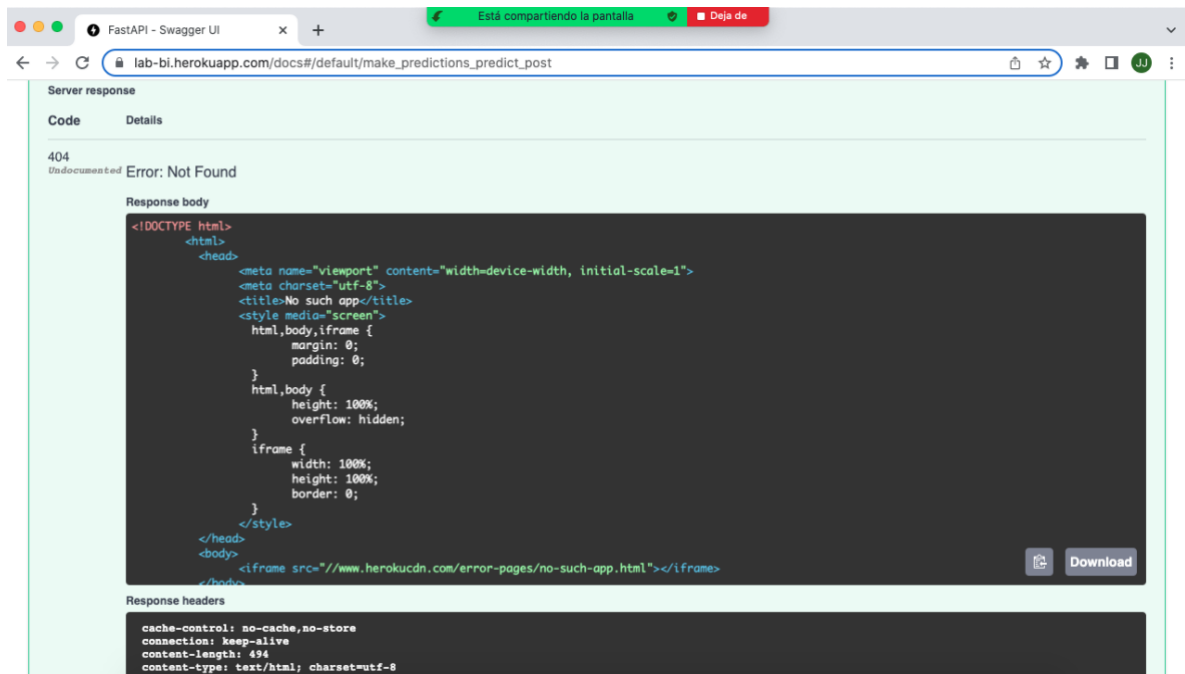 Está compartiendo la pantalla
Deja de
FastAPI - Swagger UI
lab-bi.herokuapp.com/docs#/default/make_predictions_predict_post
JJ
Server response
Code Details
404
Undocumented Error: Not Found
Response body
<!DOCTYPE html>
<html>
<head>
<meta name="viewport" content="width=device-width, initial-scale=1">
<meta charset="utf-8">
<title>No such app</title>
<style media="screen">
html,body,iframe {
margin: 0;
padding: 0;
}
html,body {
height: 100%;
overflow: hidden;
}
iframe {
width: 100%;
height: 100%;
border: 0;
}
</style>
</head>
<body>
<iframe src="//www.herokucdn.com/error-pages/no-such-app.html"></iframe>
</body>
Download
Response headers
cache-control: no-cache,no-store
connection: keep-alive
content-length: 494
content-type: text/html; charset=utf-8